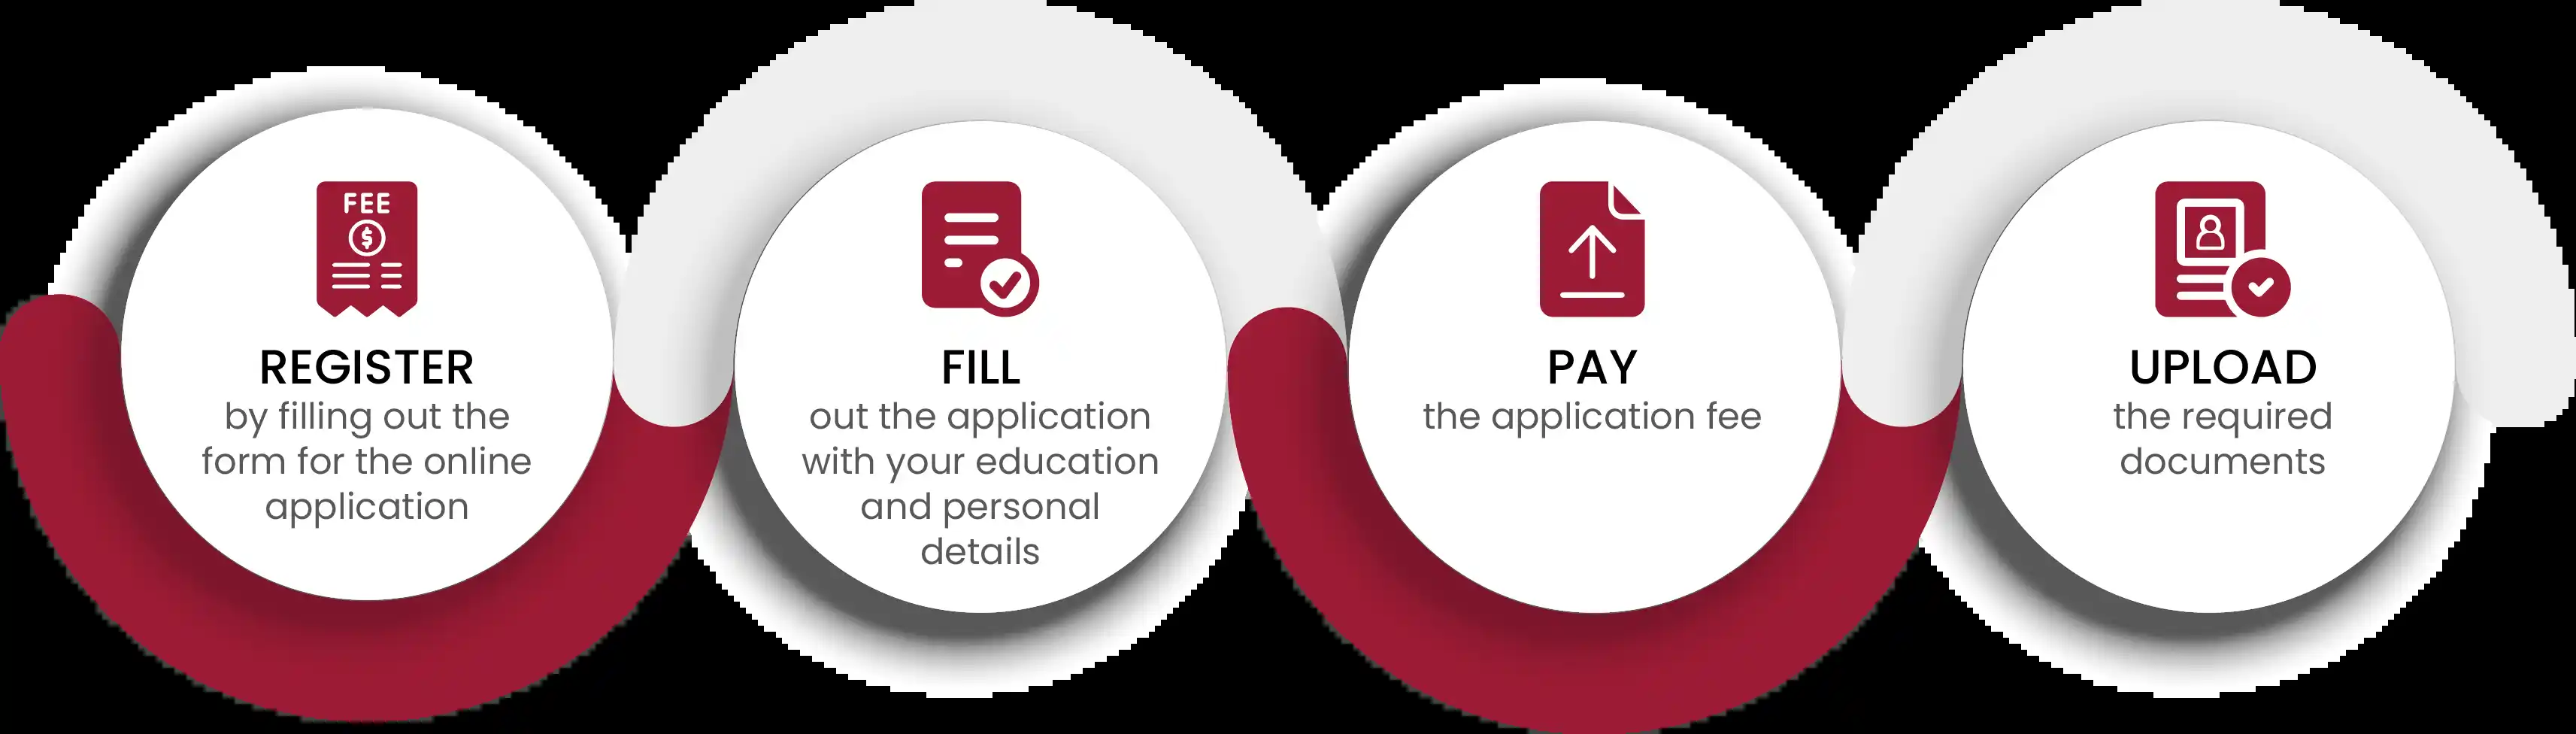 FEE
$
REGISTER
by filling out the
form for the online
application
FILL
out the application
with your education
and personal
details
PAY
the application fee
UPLOAD
the required
documents